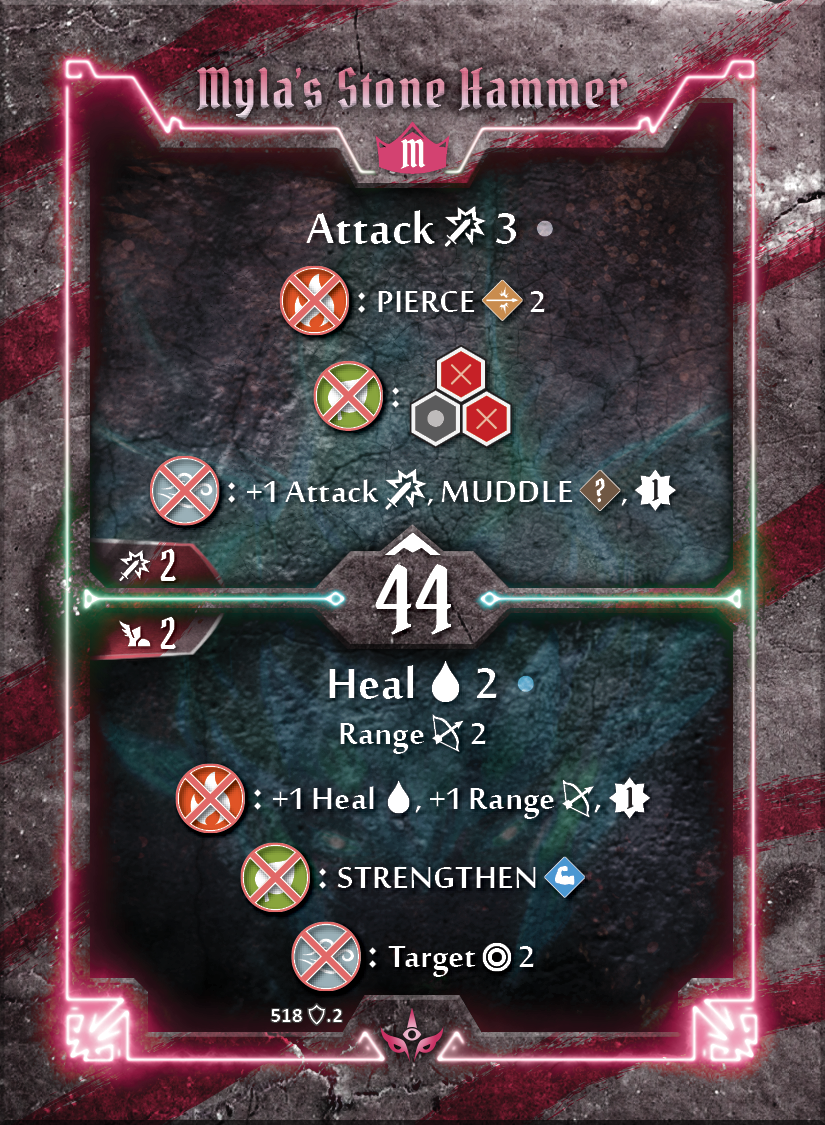 Myla's Stone Hammer
M
Attack 3
: PIERCE 2
:
: +1 Attack , MUDDLE ? , 1
2
44
2
Heal 2
Range 2
: +1 Heal , +1 Range , 1
: STRENGTHEN
: Target 2
518 .2